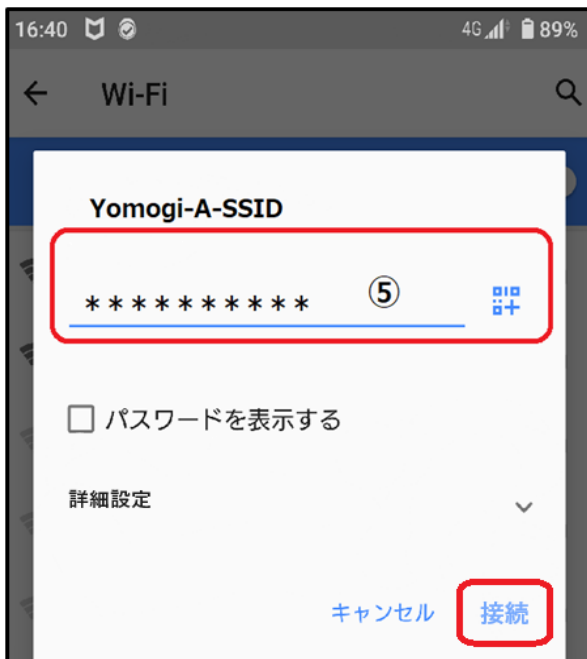 16:40 4G 89%
Wi-Fi
Yomogi-A-SSID
********** ⑤
パスワードを表示する
詳細設定
キャンセル 接続